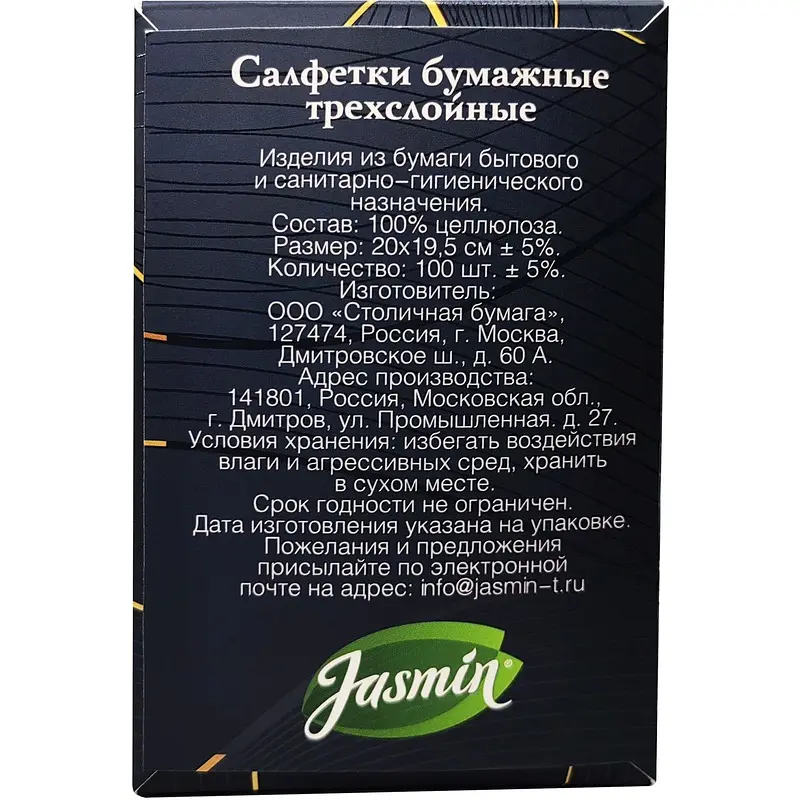 Салфетки бумажные
трехслойные
Изделия из бумаги бытового
и санитарно-гигиенического
назначения.
Состав: 100% целлюлоза.
Размер: 20х19,5 см ± 5%.
Количество: 100 шт. ± 5%.
Изготовитель:
ООО «Столичная бумага»,
127474, Россия, г. Москва,
Дмитровское ш., д. 60 А.
Адрес производства:
141801, Россия, Московская обл.,
г. Дмитров, ул. Промышленная. д. 27.
Условия хранения: избегать воздействия
влаги и агрессивных сред, хранить
в сухом месте.
Срок годности не ограничен.
Дата изготовления указана на упаковке.
Пожелания и предложения
присылайте по электронной
почте на адрес: info@jasmin-t.ru
Jasmin®